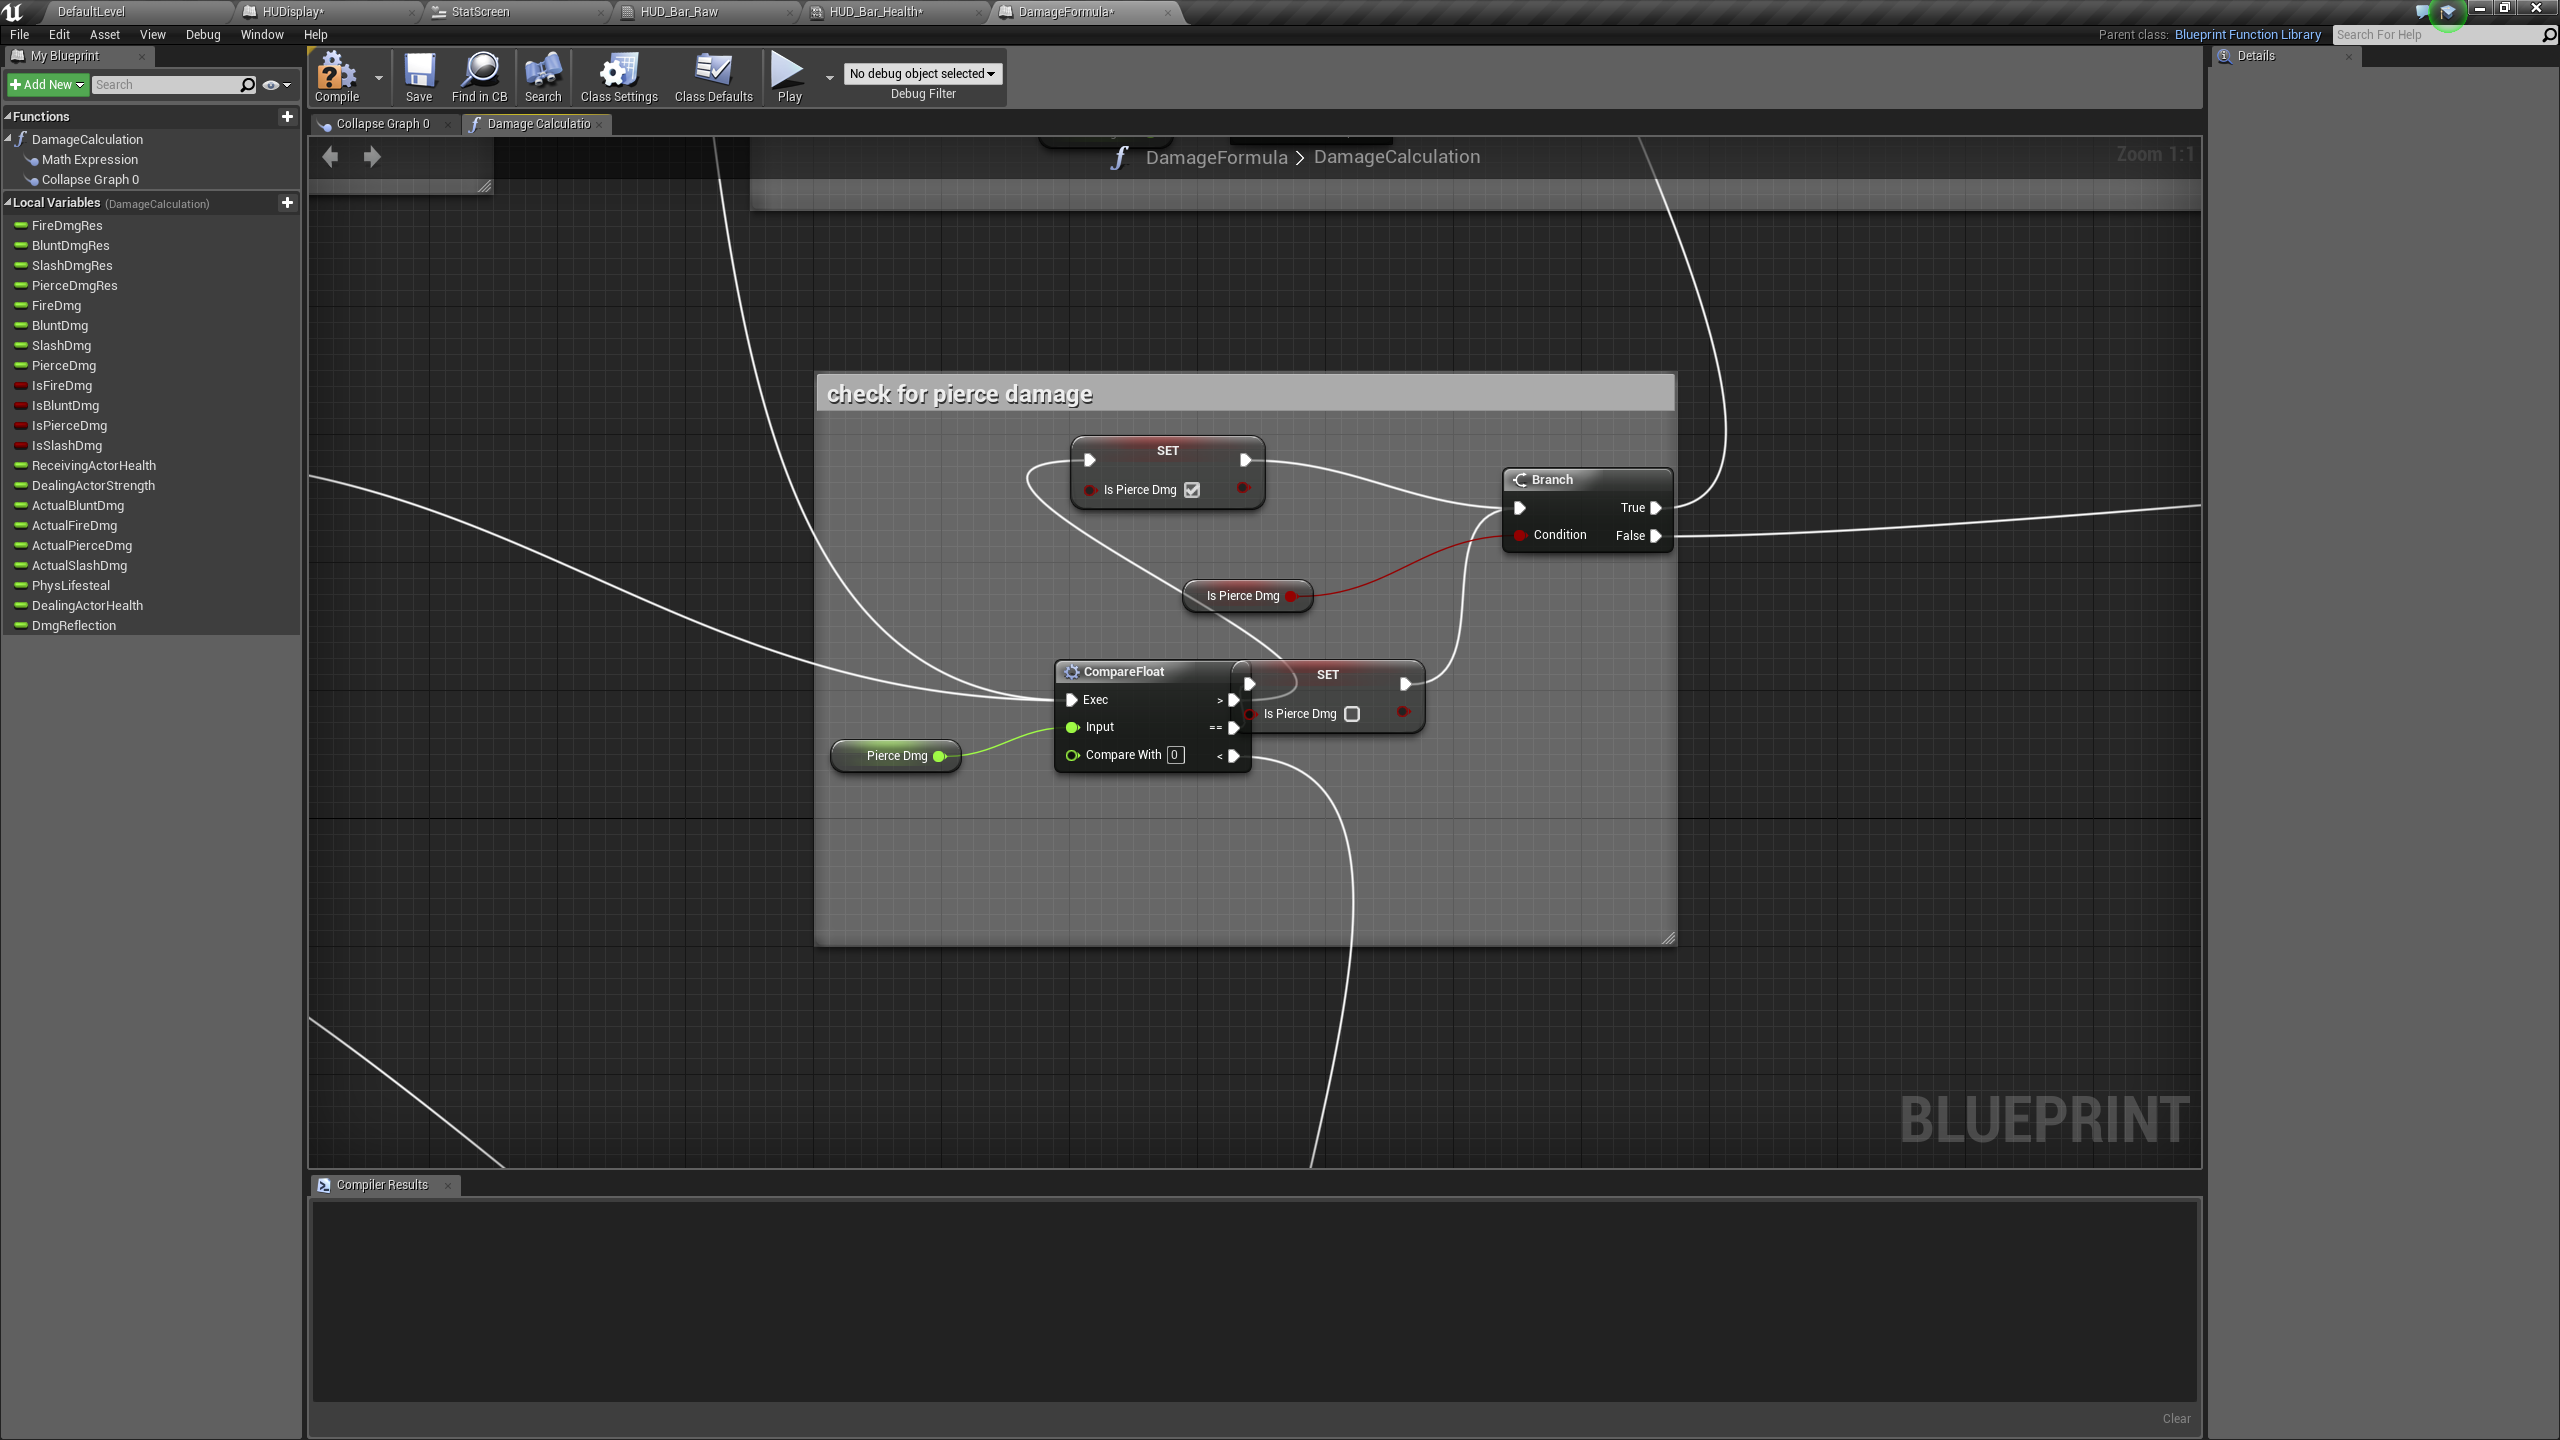 DefaultLevel
HUDisplay*
StatScreen
HUD_Bar_Raw
HUD_Bar_Health*
DamageFormula*
File Edit Asset View Debug Window Help
Parent class: Blueprint Function Library
Search For Help
My Blueprint
Details
Add New
Search
Compile
Save
Find in CB
Search
Class Settings
Class Defaults
Play
No debug object selected
Debug Filter
Functions
DamageCalculation
Math Expression
Collapse Graph 0
Local Variables (DamageCalculation)
FireDmgRes
BluntDmgRes
SlashDmgRes
PierceDmgRes
FireDmg
BluntDmg
SlashDmg
PierceDmg
IsFireDmg
IsBluntDmg
IsPierceDmg
IsSlashDmg
ReceivingActorHealth
DealingActorStrength
ActualBluntDmg
ActualFireDmg
ActualPierceDmg
ActualSlashDmg
PhysLifesteal
DealingActorHealth
DmgReflection
Collapse Graph 0
Damage Calculatio
DamageFormula > DamageCalculation
Zoom 1:1
check for pierce damage
SET
Is Pierce Dmg
Branch
True
Condition
False
Is Pierce Dmg
CompareFloat
Exec >
Input ==
Compare With 0 <
SET
Is Pierce Dmg
Pierce Dmg
BLUEPRINT
Compiler Results
Clear